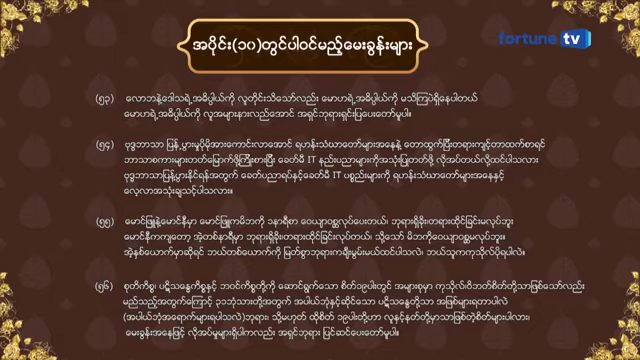 fortune tv
အပိုင်း(၁၀)တွင်ပါဝင်မည့်မေးခွန်းများ
(၅၃) လောဘနဲ့ဒေါသရဲ့အဓိပ္ပါယ်ကို လူတိုင်းသိသော်လည်း မောဟရဲ့အဓိပ္ပါယ်ကို မသိကြပဲရှိနေပါတယ်
မောဟရဲ့အဓိပ္ပါယ်ကို လူအများနားလည်အောင် အရှင်ဘုရားရှင်းပြပေးတော်မူပါ။
(၅၄) ဗုဒ္ဓဘာသာ ပြန့်ပွားမှုပိုမိုအားကောင်းလာအောင် ရဟန်းသံဃာတော်များအနေနဲ့ တောထွက်ပြီးတရားကျင့်တာထက်စာရင်
ဘာသာစကားများတတ်မြောက်ဖို့ကြိုးစားပြီး ခေတ်မီ IT နည်းပညာများကိုအသုံးပြုတတ်ဖို့ လိုအပ်တယ်လို့ထင်ပါသလား
ဗုဒ္ဓဘာသာပြန့်ပွားနိုင်ရန်အတွက် ခေတ်ပညာရပ်နှင့်ခေတ်မီ IT ပစ္စည်းများကို ရဟန်းသံဃာတော်များအနေနှင့်
လေ့လာအသုံးချသင့်ပါသလား။
(၅၅) မောင်ဖြူနဲ့မောင်နီမှာ မောင်ဖြူကမိဘကို ၁နာရီစာ ဝေယျာဝစ္စလုပ်ပေးတယ်၊ ဘုရားရှိခိုး၊တရားထိုင်ခြင်းမလုပ်ဘူး
မောင်နီကကျတော့ အဲ့တစ်နာရီမှာ ဘုရားရှိခိုး၊တရားထိုင်ခြင်းလုပ်တယ်၊ သို့သော် မိဘကိုဝေယျာဝစ္စမလုပ်ဘူး။
အဲ့နှစ်ယောက်မှာဆိုရင် ဘယ်တစ်ယောက်ကို မြတ်စွာဘုရားကချီးမွမ်းမယ်ထင်ပါသလဲ၊ ဘယ်သူကကုသိုလ်ပိုရပါလဲ။
(၅၆) စုတိကိစ္စ၊ ပဋိသန္ဓေကိစ္စနှင့် ဘဝင်ကိစ္စတို့ကို ဆောင်ရွက်သော စိတ်၁၉ပါးတွင် အများစုမှာ ကုသိုလ်ဝိဘတ်စိတ်တို့သာဖြစ်သော်လည်း
မည်သည့်အတွက်ကြောင့် ၃၁ဘုံသားတို့အတွက် အပါယ်ဘုံနှင့်ဆိုင်သော ပဋိသန္ဓေတို့သာ အဖြစ်များရတာပါလဲ
(အပါယ်ဘုံအရောက်များရပါသလဲ)ဘုရား၊ သို့မဟုတ် ထိုစိတ် ၁၉ပါးတို့ဟာ လူနှင့်နတ်တို့မှာသာဖြစ်တဲ့စိတ်များပါလား၊
မေးခွန်းအနေဖြင့် လိုအပ်မှုများရှိပါကလည်း အရှင်ဘုရား ပြင်ဆင်ပေးတော်မူပါ။